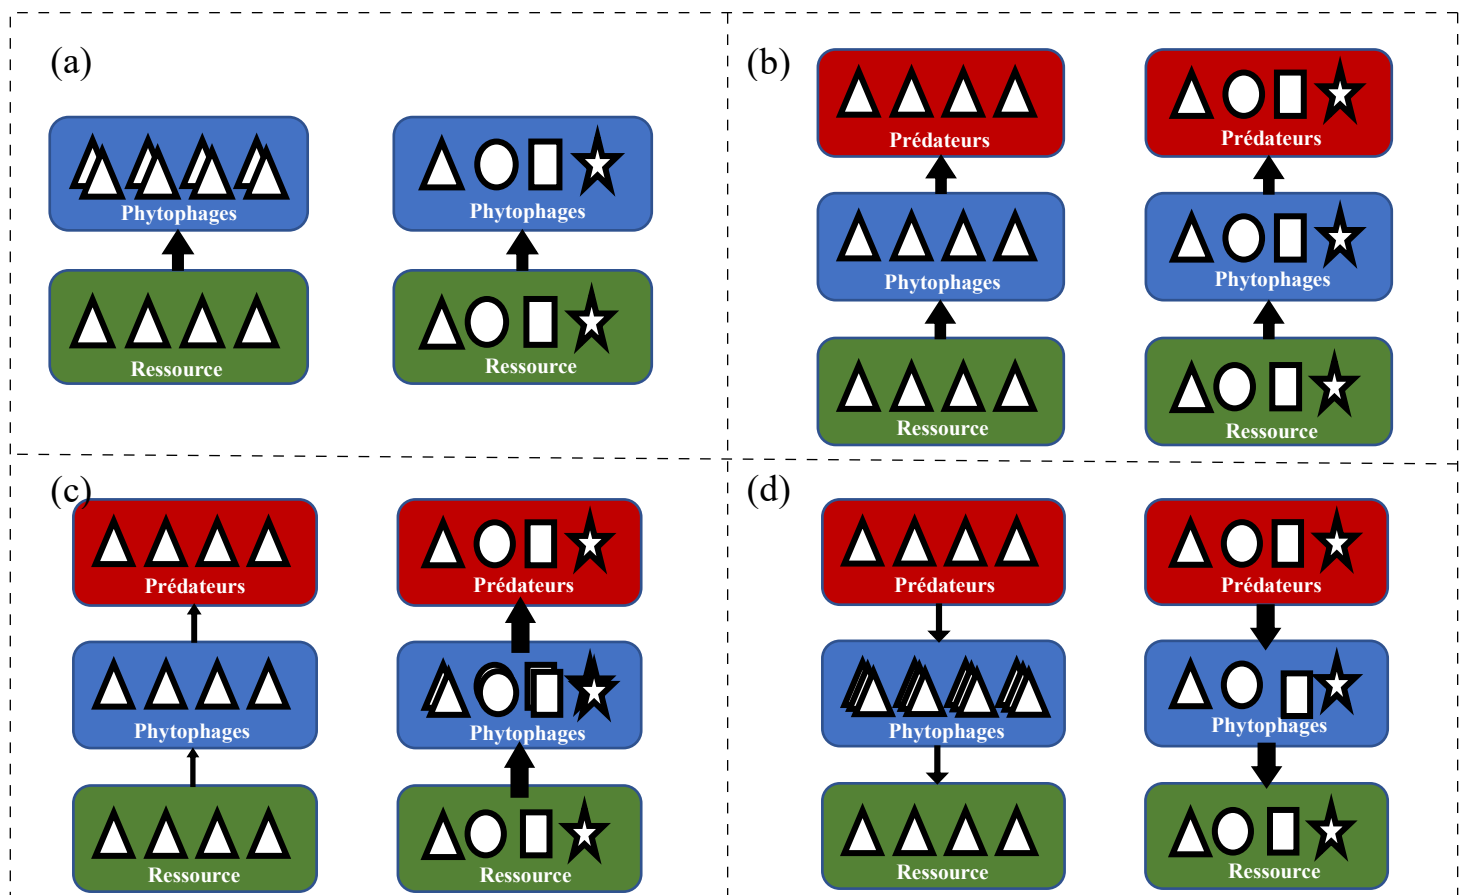 (a)
Phytophages
Phytophages
Ressource
Ressource
(b)
Prédateurs
Prédateurs
Phytophages
Phytophages
Ressource
Ressource
(c)
Prédateurs
Prédateurs
Phytophages
Phytophages
Ressource
Ressource
(d)
Prédateurs
Prédateurs
Phytophages
Phytophages
Ressource
Ressource